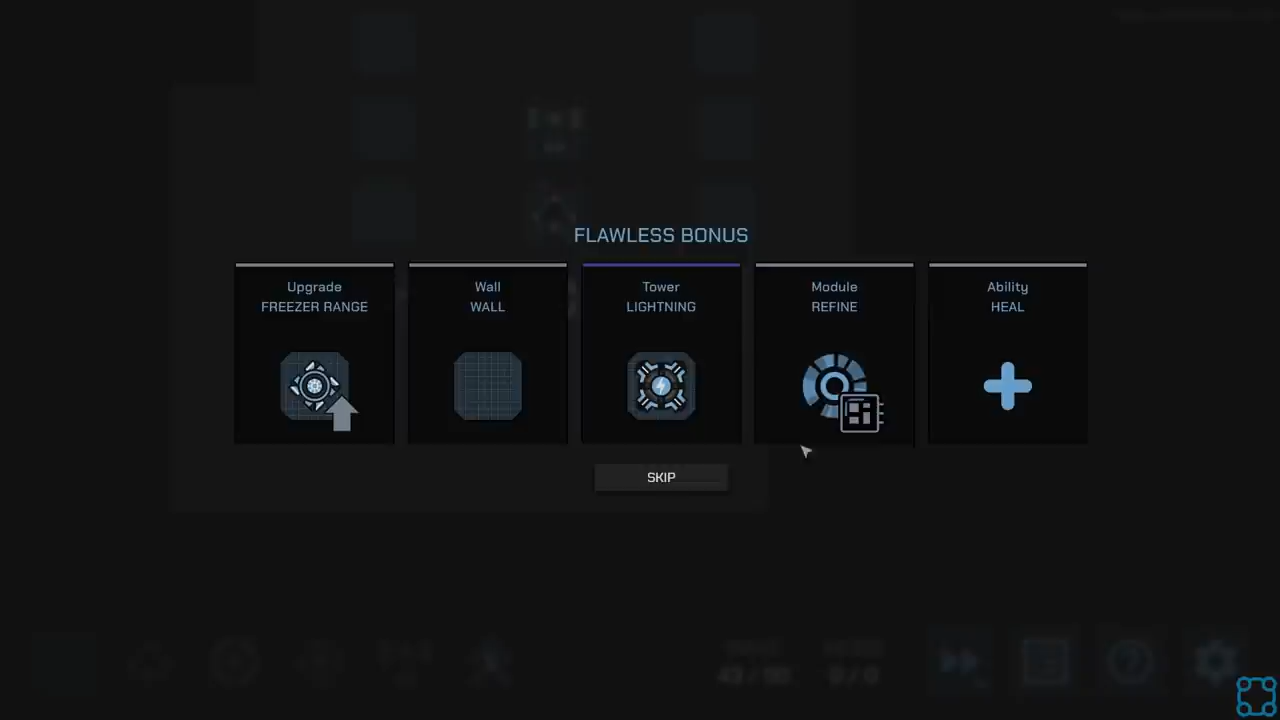 FLAWLESS BONUS
Upgrade
FREEZER RANGE
Wall
WALL
Tower
LIGHTNING
Module
REFINE
Ability
HEAL
SKIP